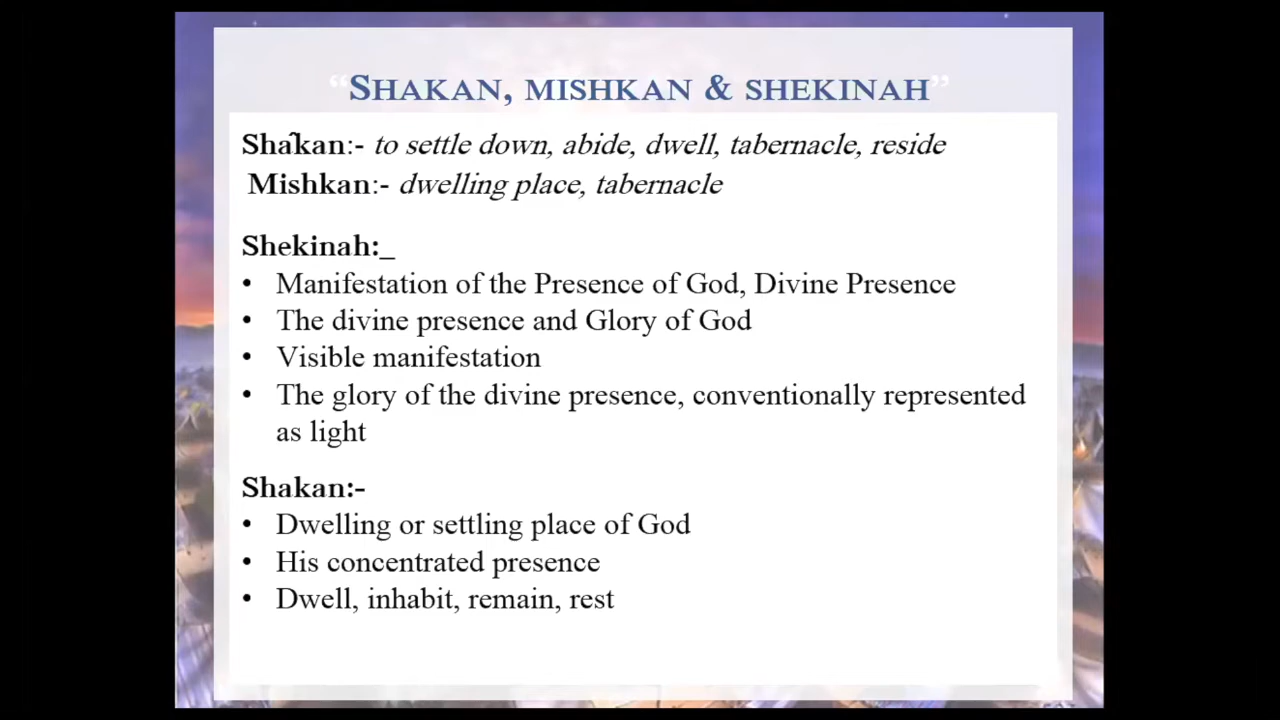 “SHAKAN, MISHKAN & SHEKINAH”
Shakan:- to settle down, abide, dwell, tabernacle, reside
Mishkan:- dwelling place, tabernacle
Shekinah:_
• Manifestation of the Presence of God, Divine Presence
• The divine presence and Glory of God
• Visible manifestation
• The glory of the divine presence, conventionally represented
as light
Shakan:-
• Dwelling or settling place of God
• His concentrated presence
• Dwell, inhabit, remain, rest